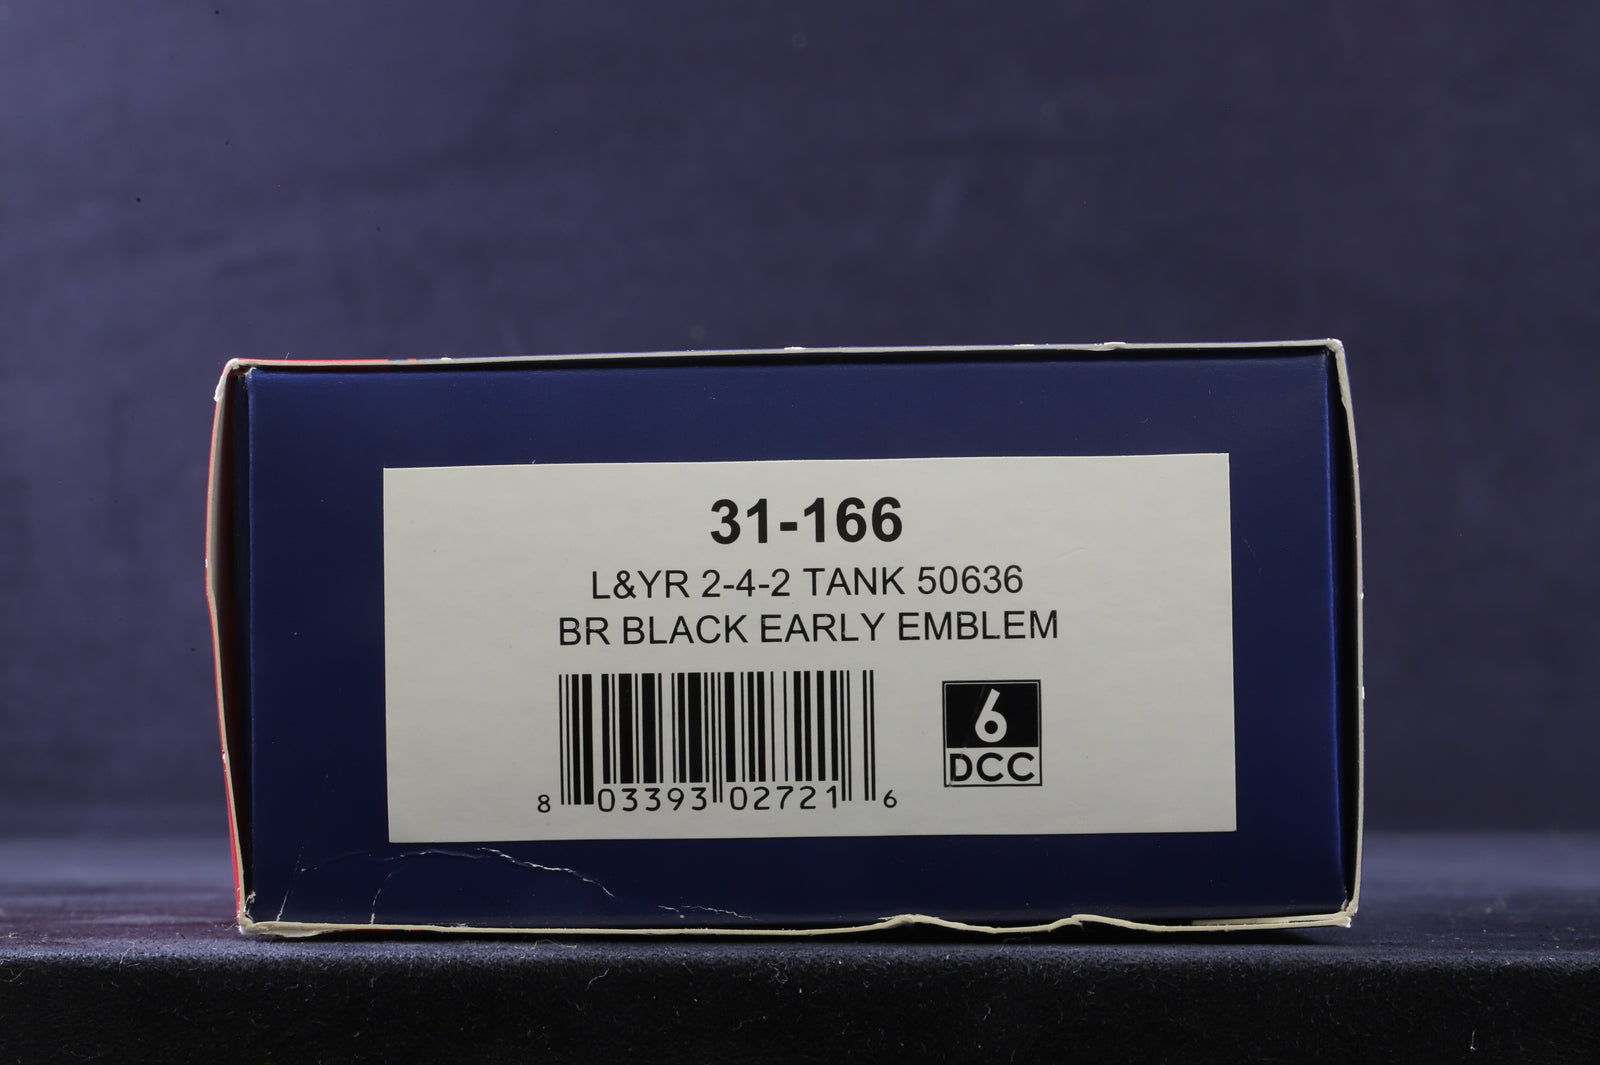 31-166
L&YR 2-4-2 TANK 50636
BR BLACK EARLY EMBLEM
6
DCC
8 03393 02721 6